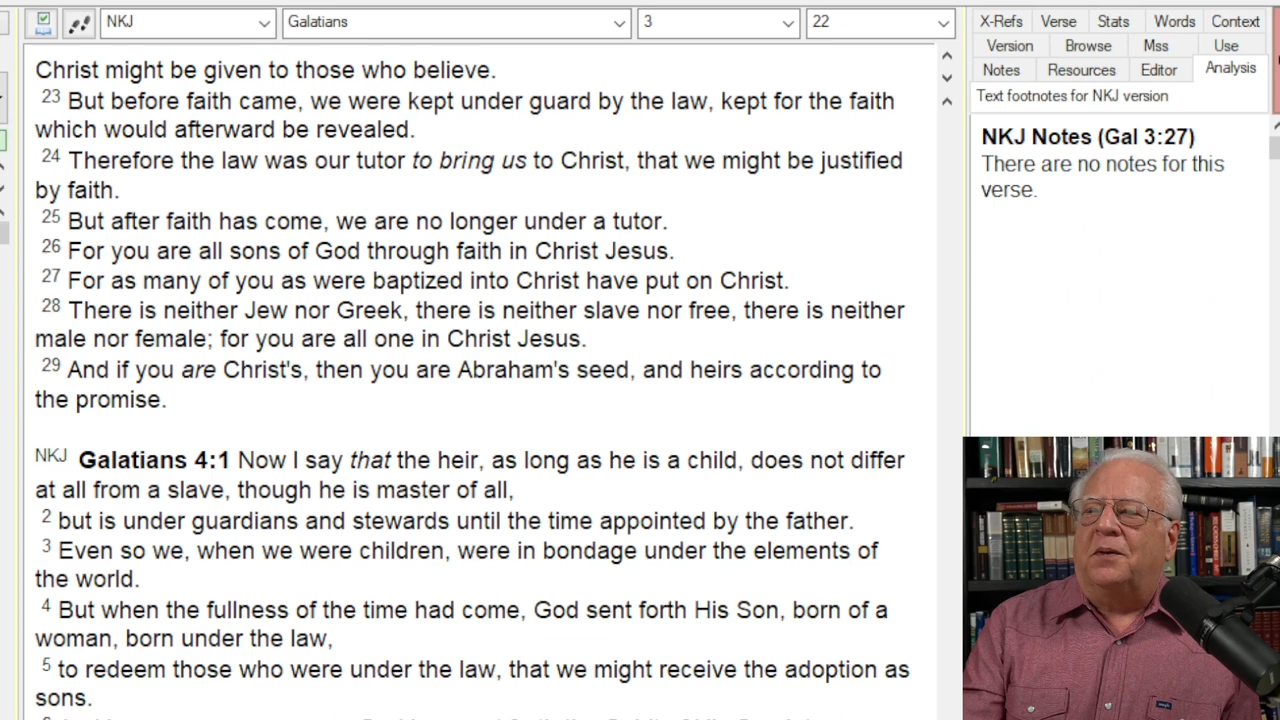 NKJ Galatians 3 22
Christ might be given to those who believe.
23 But before faith came, we were kept under guard by the law, kept for the faith
which would afterward be revealed.
24 Therefore the law was our tutor to bring us to Christ, that we might be justified
by faith.
25 But after faith has come, we are no longer under a tutor.
26 For you are all sons of God through faith in Christ Jesus.
27 For as many of you as were baptized into Christ have put on Christ.
28 There is neither Jew nor Greek, there is neither slave nor free, there is neither
male nor female; for you are all one in Christ Jesus.
29 And if you are Christ's, then you are Abraham's seed, and heirs according to
the promise.
NKJ Galatians 4:1 Now I say that the heir, as long as he is a child, does not differ
at all from a slave, though he is master of all,
2 but is under guardians and stewards until the time appointed by the father.
3 Even so we, when we were children, were in bondage under the elements of
the world.
4 But when the fullness of the time had come, God sent forth His Son, born of a
woman, born under the law,
5 to redeem those who were under the law, that we might receive the adoption as
sons.
X-Refs Verse Stats Words Context
Version Browse Mss Use
Notes Resources Editor Analysis
Text footnotes for NKJ version
NKJ Notes (Gal 3:27)
There are no notes for this
verse.